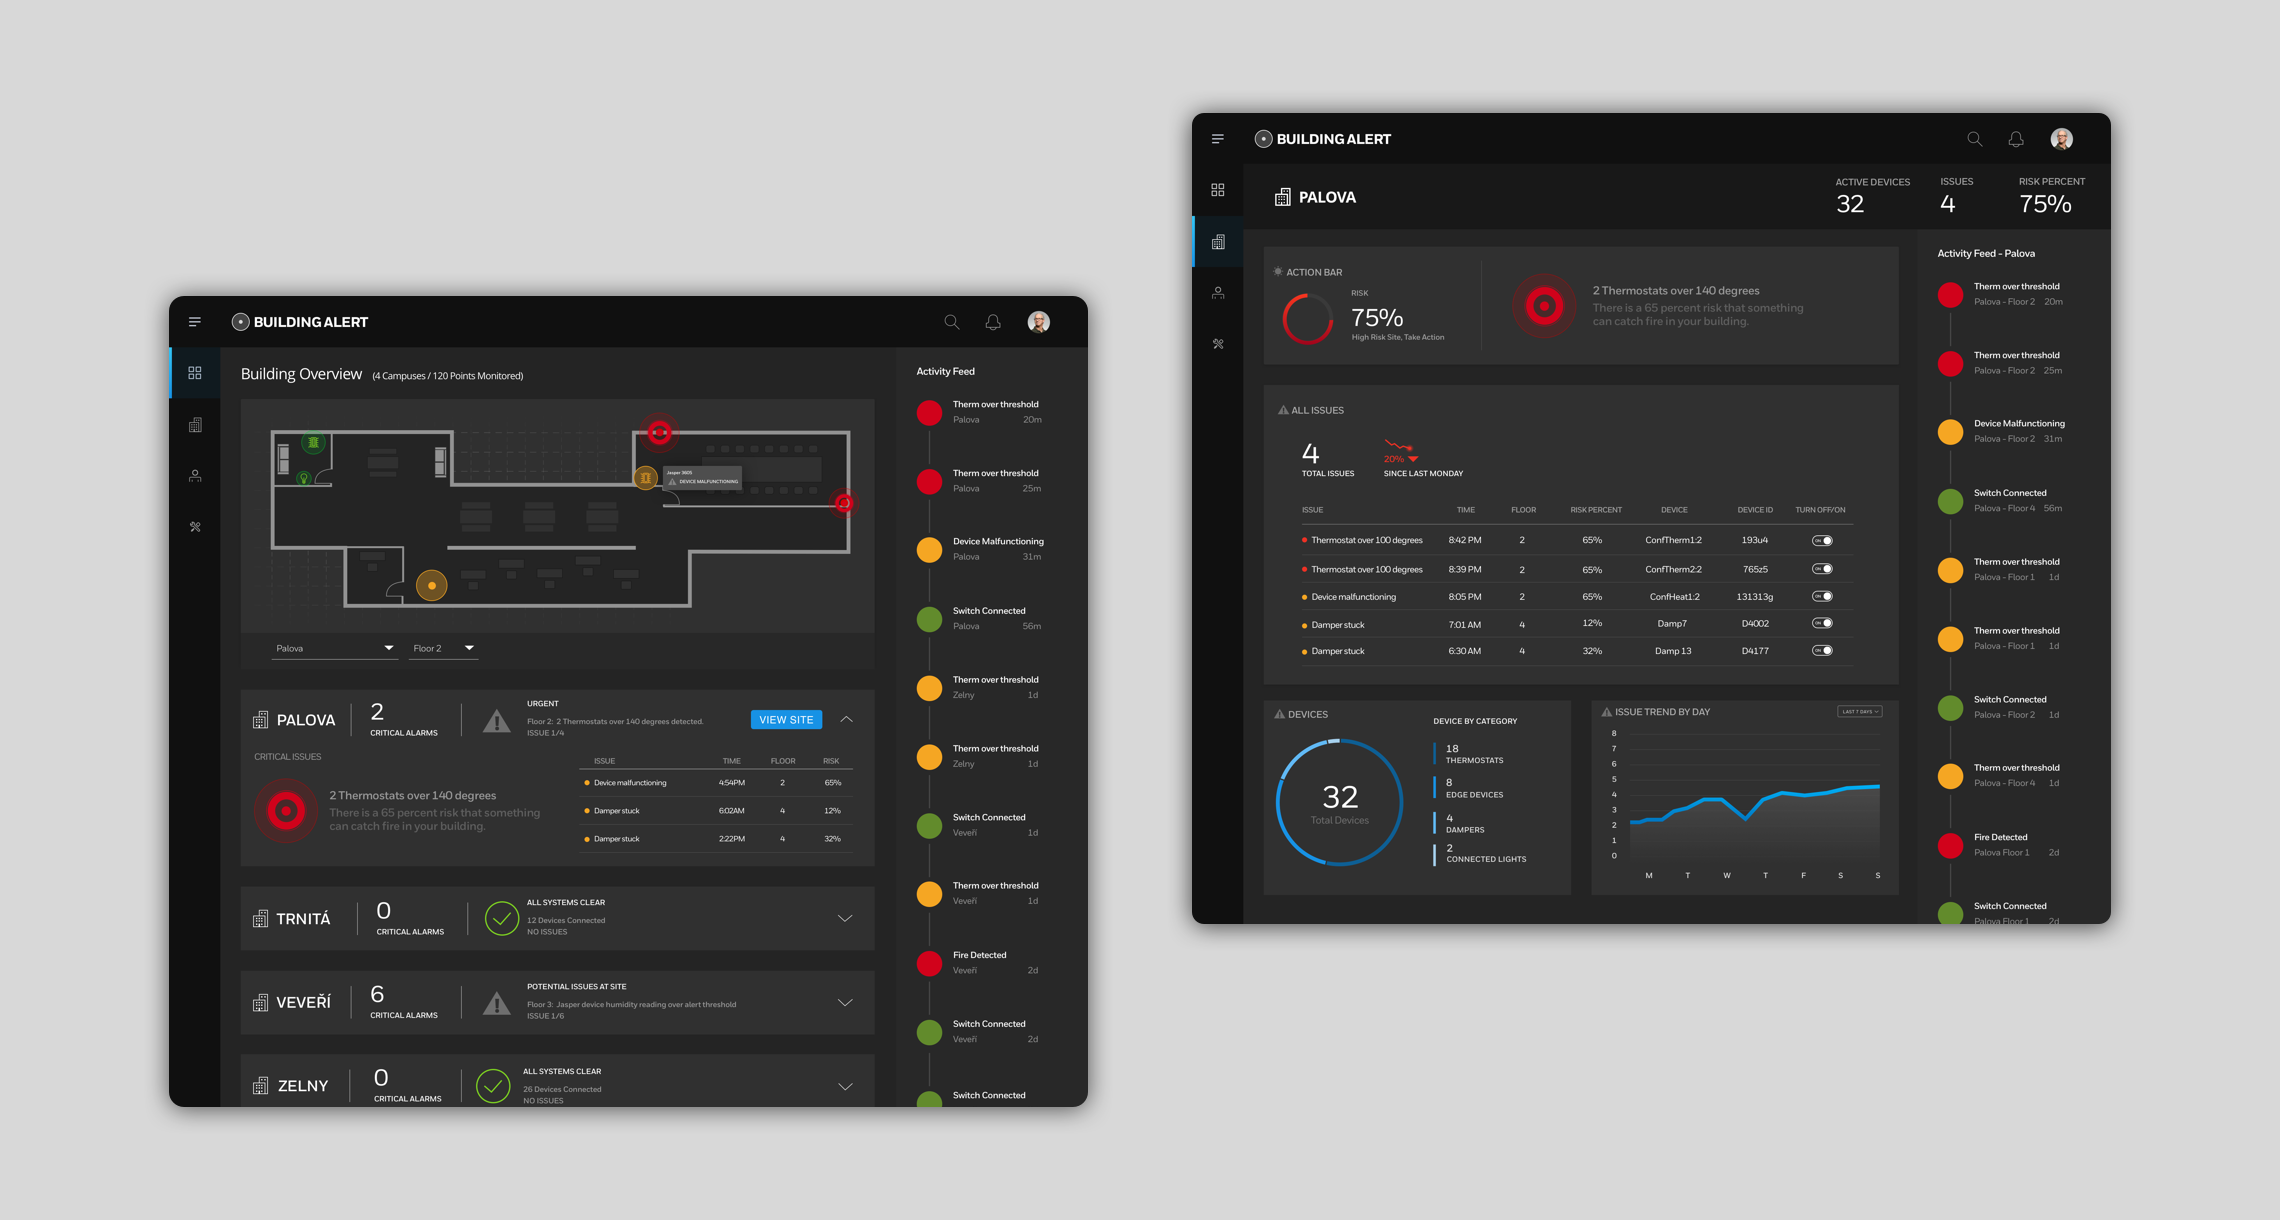 BUILDING ALERT
Building Overview (4 Campuses / 120 Points Monitored)
Jasper 3605
DEVICE MALFUNCTIONING
Palova
Floor 2
PALOVA
2
CRITICAL ALARMS
URGENT
Floor 2: 2 Thermostats over 140 degrees detected.
ISSUE 1/4
VIEW SITE
CRITICAL ISSUES
2 Thermostats over 140 degrees
There is a 65 percent risk that something
can catch fire in your building.
ISSUE TIME FLOOR RISK
Device malfunctioning 4:54PM 2 65%
Damper stuck 6:02AM 4 12%
Damper stuck 2:22PM 4 32%
TRNITÁ
0
CRITICAL ALARMS
ALL SYSTEMS CLEAR
12 Devices Connected
NO ISSUES
VEVEŘÍ
6
CRITICAL ALARMS
POTENTIAL ISSUES AT SITE
Floor 3: Jasper device humidity reading over alert threshold
ISSUE 1/6
ZELNY
0
CRITICAL ALARMS
ALL SYSTEMS CLEAR
26 Devices Connected
NO ISSUES
Activity Feed
Therm over threshold
Palova 20m
Therm over threshold
Palova 25m
Device Malfunctioning
Palova 31m
Switch Connected
Palova 56m
Therm over threshold
Zelny 1d
Therm over threshold
Zelny 1d
Switch Connected
Veveří 1d
Therm over threshold
Veveří 1d
Fire Detected
Veveří 2d
Switch Connected
Veveří 2d
Switch Connected
BUILDING ALERT
PALOVA
ACTIVE DEVICES
32
ISSUES
4
RISK PERCENT
75%
ACTION BAR
RISK
75%
High Risk Site, Take Action
2 Thermostats over 140 degrees
There is a 65 percent risk that something
can catch fire in your building.
ALL ISSUES
4
TOTAL ISSUES
20%
SINCE LAST MONDAY
ISSUE TIME FLOOR RISK PERCENT DEVICE DEVICE ID TURN OFF/ON
Thermostat over 100 degrees 8:42 PM 2 65% ConfTherm1:2 193u4 ON
Thermostat over 100 degrees 8:39 PM 2 65% ConfTherm2:2 765z5 ON
Device malfunctioning 8:05 PM 2 65% ConfHeat1:2 131313g ON
Damper stuck 7:01 AM 4 12% Damp7 D4002 ON
Damper stuck 6:30 AM 4 32% Damp 13 D4177 ON
DEVICES
32
Total Devices
DEVICE BY CATEGORY
18
THERMOSTATS
8
EDGE DEVICES
4
DAMPERS
2
CONNECTED LIGHTS
ISSUE TREND BY DAY
LAST 7 DAYS
8
7
6
5
4
3
2
1
0
M T W T F S S
Activity Feed - Palova
Therm over threshold
Palova - Floor 2 20m
Therm over threshold
Palova - Floor 2 25m
Device Malfunctioning
Palova - Floor 2 31m
Switch Connected
Palova - Floor 4 56m
Therm over threshold
Palova - Floor 1 1d
Therm over threshold
Palova - Floor 1 1d
Switch Connected
Palova - Floor 2 1d
Therm over threshold
Palova - Floor 4 1d
Fire Detected
Palova Floor 1 2d
Switch Connected
Palova Floor 1 2d